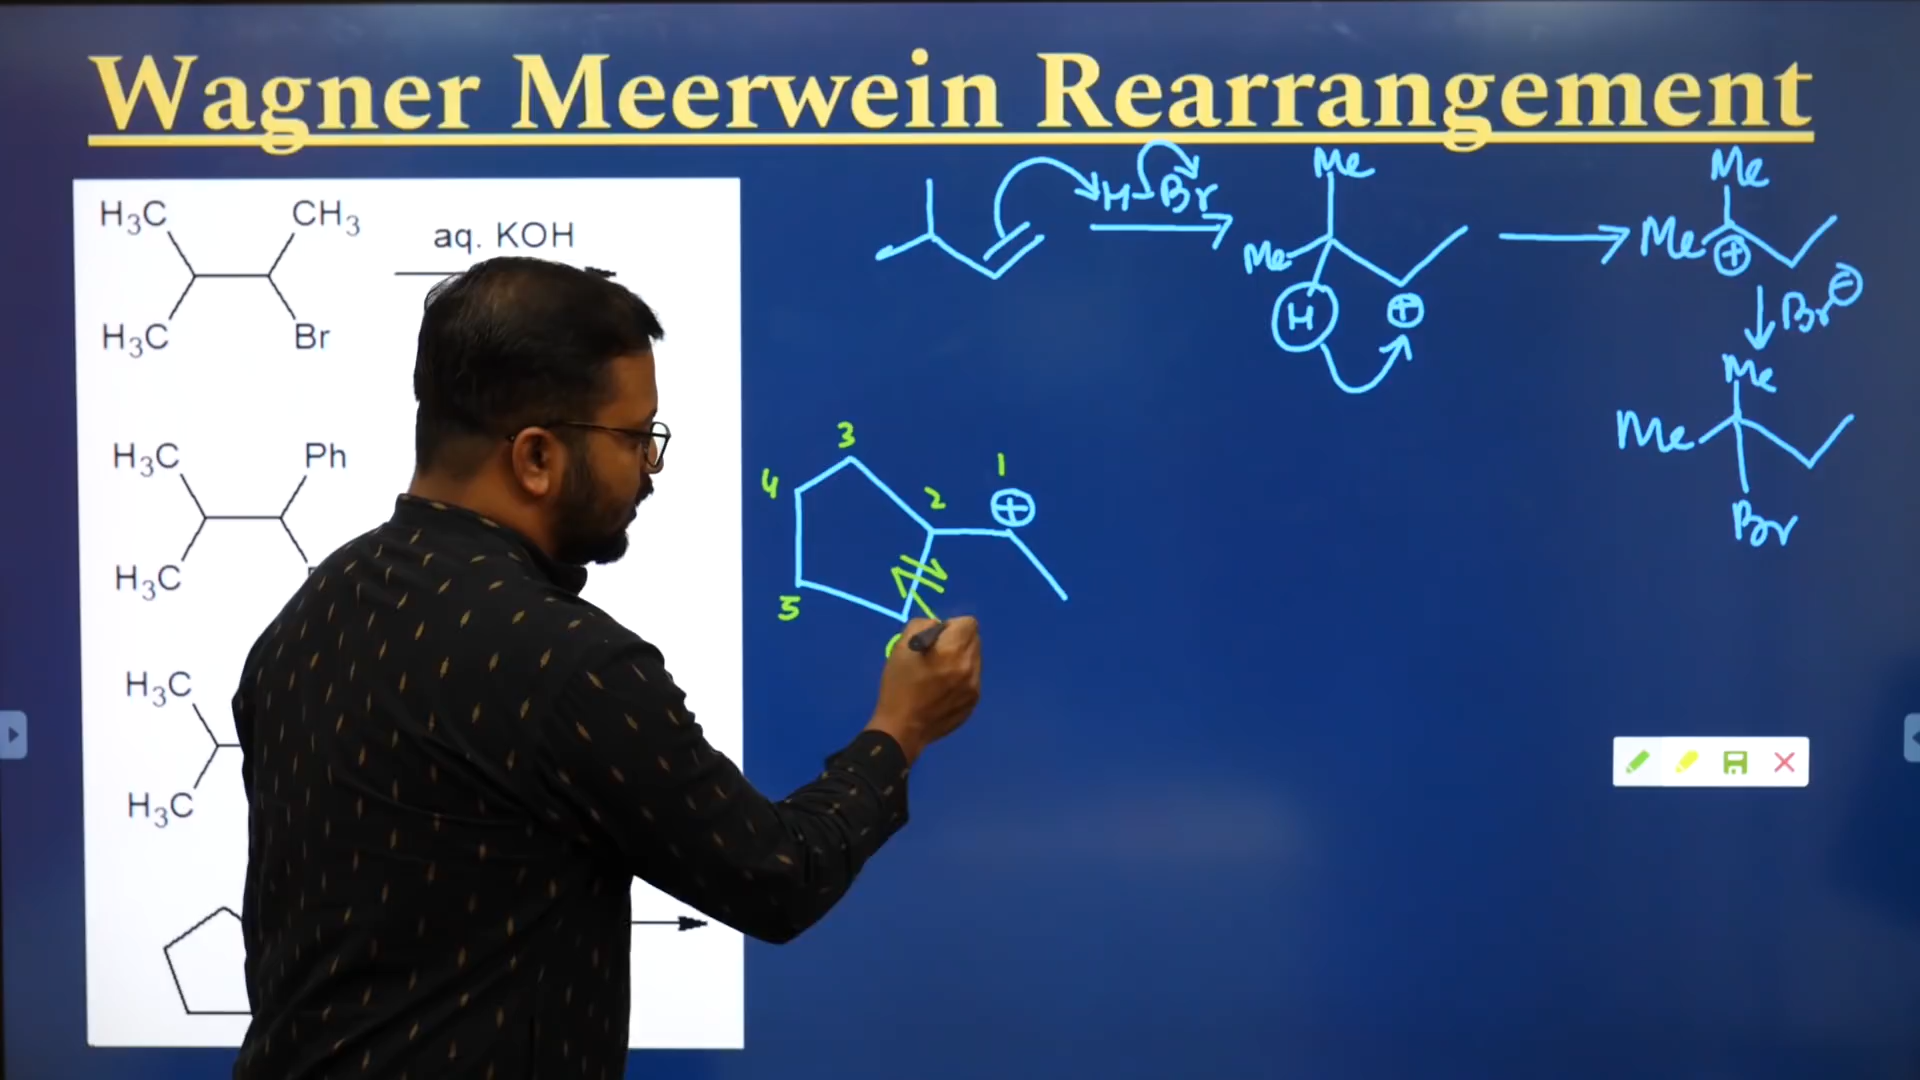 Wagner Meerwein Rearrangement
H₃C CH₃
aq. KOH
H₃C Br
H₃C Ph
H₃C
H₃C
H₃C
H Br
Me
Me
H
⊕
Me
Me ⊕
Br⊖
Me
Me
Br
3
4
2
1
⊕
5